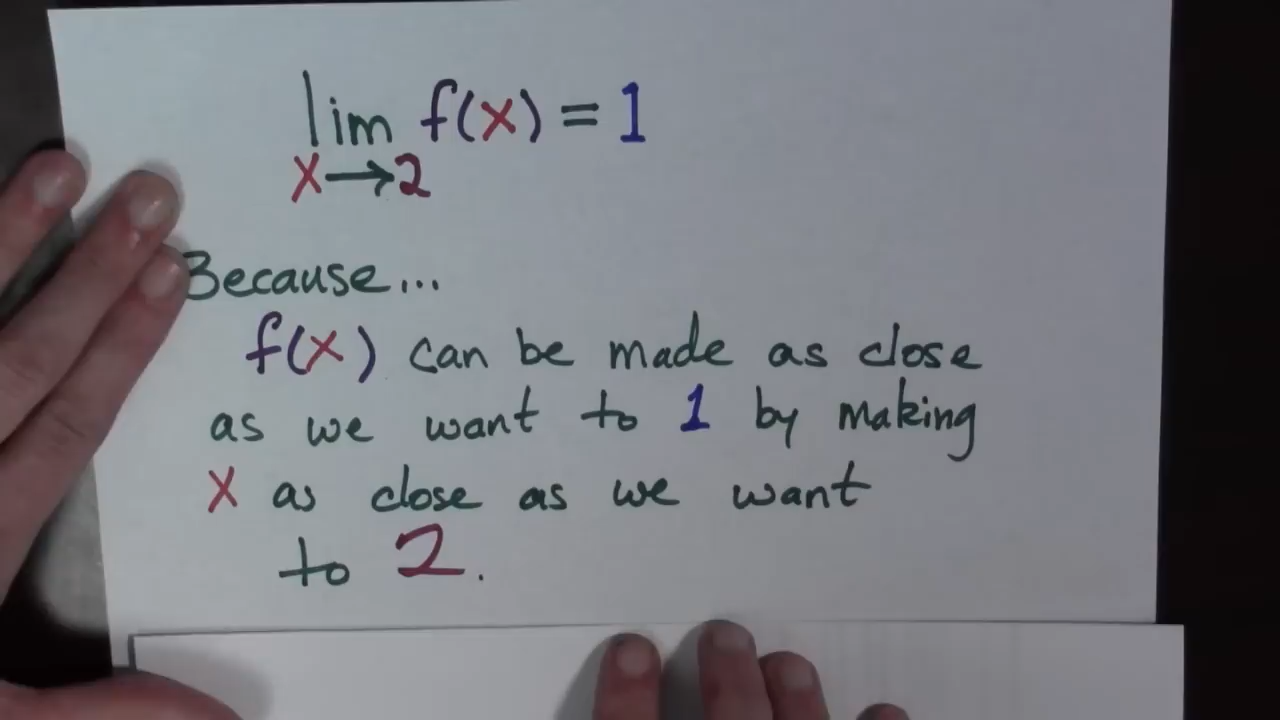 lim f(x) = 1
x→2
Because...
f(x) can be made as close
as we want to 1 by making
x as close as we want
to 2.